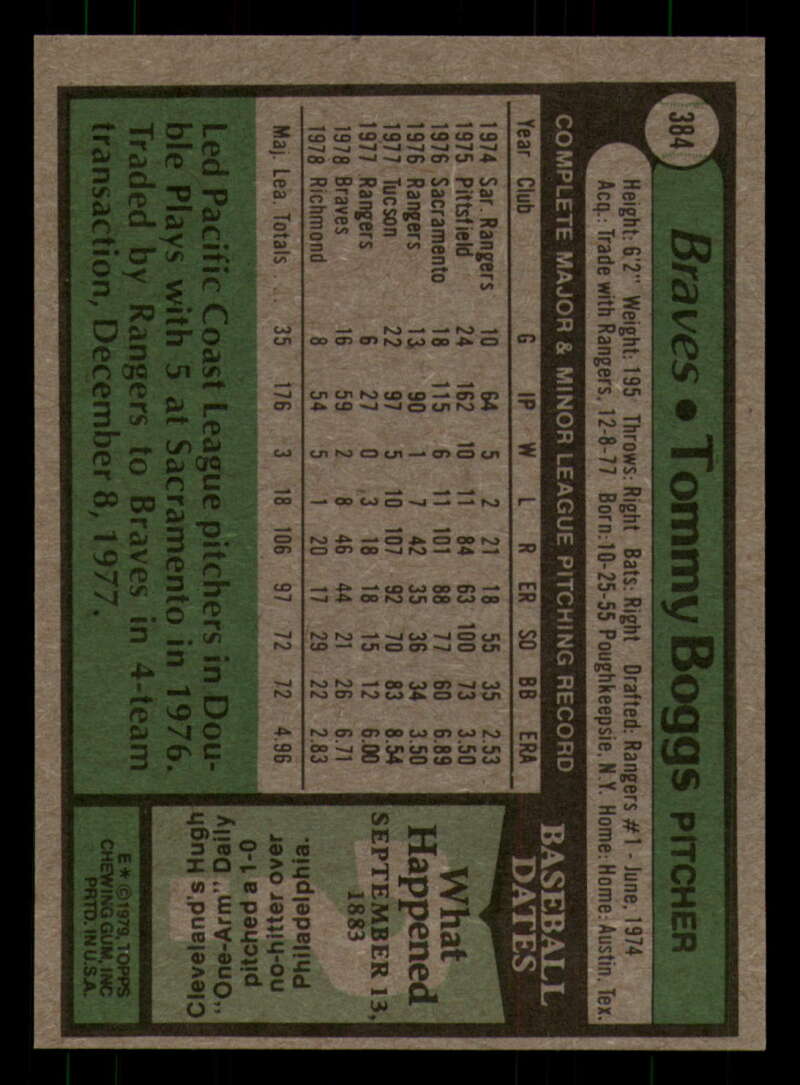 384
Braves • Tommy Boggs PITCHER
Height: 6'2" Weight: 195 Throws: Right Bats: Right Drafted: Rangers #1 - June, 1974
Acq.: Trade with Rangers, 12-8-77 Born: 10-25-55 Poughkeepsie, N.Y. Home: Home: Austin, Tex.
COMPLETE MAJOR & MINOR LEAGUE PITCHING RECORD
Year Club G IP W L R ER SO BB ERA
1974 Sar. Rangers 10 64 5 2 21 18 55 35 2.53
1975 Pittsfield 24 162 10 11 84 63 100 73 3.50
1976 Sacramento 18 115 6 11 101 88 77 60 6.89
1976 Rangers 13 90 1 7 42 35 36 34 3.50
1977 Tucson 22 97 5 10 107 92 70 83 8.54
1977 Rangers 6 27 0 3 18 18 15 12 6.00
1978 Braves 16 59 2 8 46 44 21 26 6.71
1978 Richmond 8 54 5 1 20 17 29 22 2.83
Maj. Lea. Totals . . . 35 176 3 18 106 97 72 72 4.96
Led Pacific Coast League pitchers in Dou-
ble Plays with 5 at Sacramento in 1976.
Traded by Rangers to Braves in 4-team
transaction, December 8, 1977.
BASEBALL
DATES
What
Happened
SEPTEMBER 13,
1883
Cleveland's Hugh
"One-Arm" Daily
pitched a 1-0
no-hitter over
Philadelphia.
E* © 1979, TOPPS
CHEWING GUM, INC
PRTD. IN U.S.A.